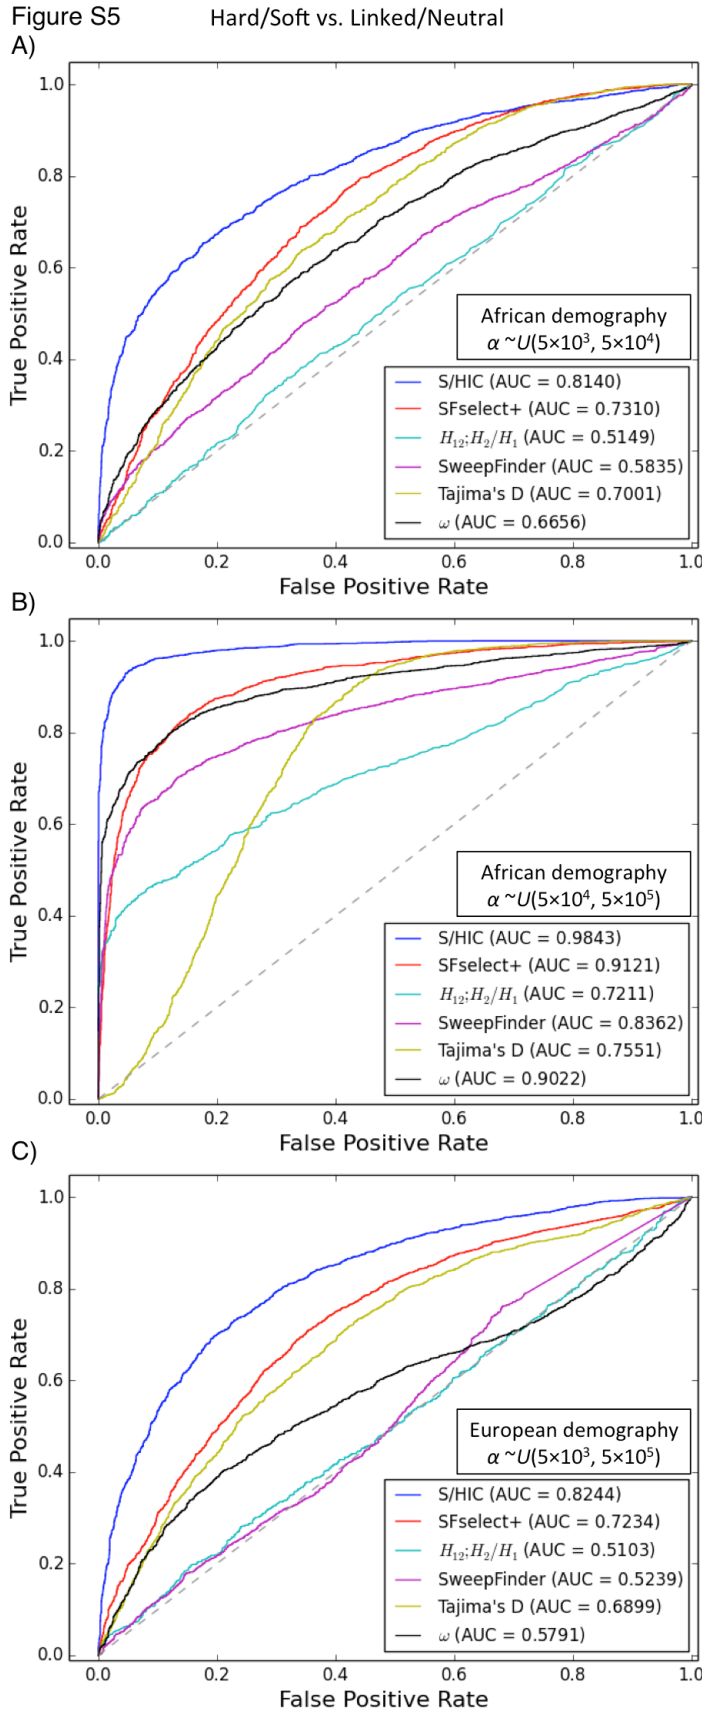 Figure S5
Hard/Soft vs. Linked/Neutral
A)
1.0
0.8
0.6
0.4
0.2
0.0
True Positive Rate
African demography
α ~U(5×10³, 5×10⁴)
S/HIC (AUC = 0.8140)
SFselect+ (AUC = 0.7310)
H₁₂;H₂/H₁ (AUC = 0.5149)
SweepFinder (AUC = 0.5835)
Tajima's D (AUC = 0.7001)
ω (AUC = 0.6656)
0.0 0.2 0.4 0.6 0.8 1.0
False Positive Rate
B)
1.0
0.8
0.6
0.4
0.2
0.0
True Positive Rate
African demography
α ~U(5×10⁴, 5×10⁵)
S/HIC (AUC = 0.9843)
SFselect+ (AUC = 0.9121)
H₁₂;H₂/H₁ (AUC = 0.7211)
SweepFinder (AUC = 0.8362)
Tajima's D (AUC = 0.7551)
ω (AUC = 0.9022)
0.0 0.2 0.4 0.6 0.8 1.0
False Positive Rate
C)
1.0
0.8
0.6
0.4
0.2
0.0
True Positive Rate
European demography
α ~U(5×10³, 5×10⁵)
S/HIC (AUC = 0.8244)
SFselect+ (AUC = 0.7234)
H₁₂;H₂/H₁ (AUC = 0.5103)
SweepFinder (AUC = 0.5239)
Tajima's D (AUC = 0.6899)
ω (AUC = 0.5791)
0.0 0.2 0.4 0.6 0.8 1.0
False Positive Rate